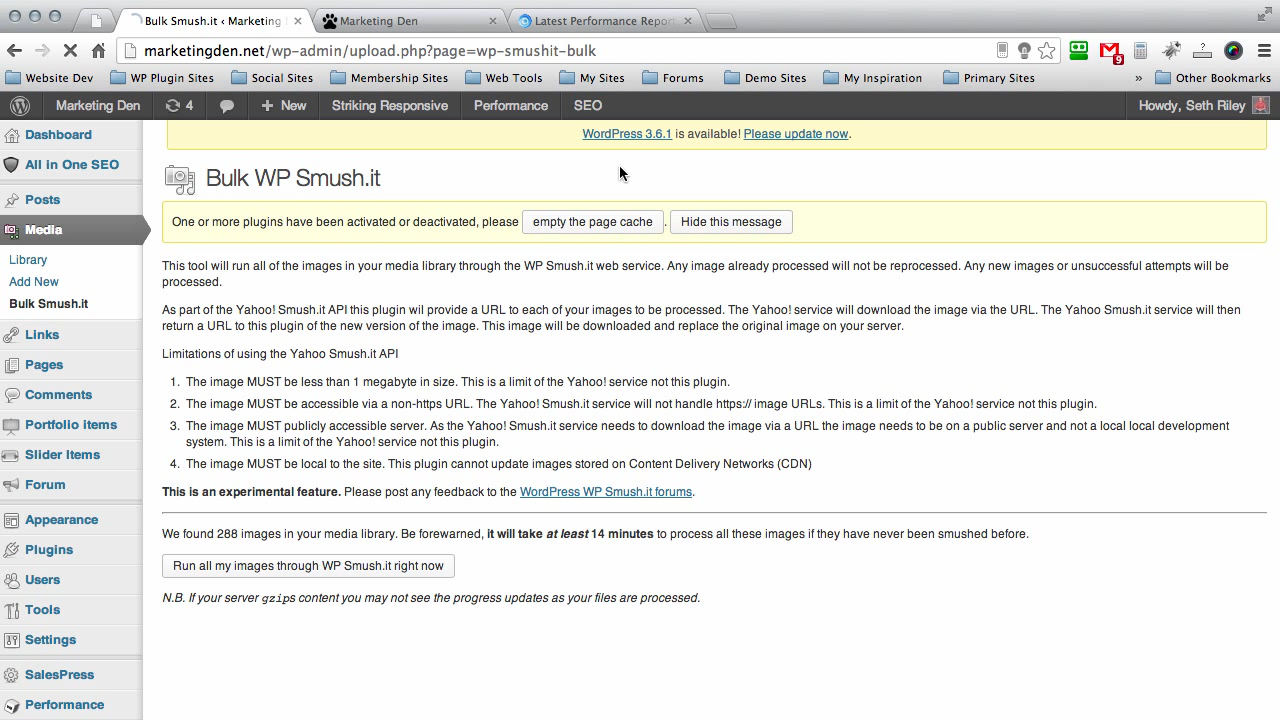 Bulk Smush.it ‹ Marketing
Marketing Den
Latest Performance Repor
marketingden.net/wp-admin/upload.php?page=wp-smushit-bulk
9
Website Dev
WP Plugin Sites
Social Sites
Membership Sites
Web Tools
My Sites
Forums
Demo Sites
My Inspiration
Primary Sites
»
Other Bookmarks
Marketing Den
4
+ New
Striking Responsive
Performance
SEO
Howdy, Seth Riley
Dashboard
All in One SEO
Posts
Media
Library
Add New
Bulk Smush.it
Links
Pages
Comments
Portfolio items
Slider Items
Forum
Appearance
Plugins
Users
Tools
Settings
SalesPress
Performance
WordPress 3.6.1 is available! Please update now.
Bulk WP Smush.it
One or more plugins have been activated or deactivated, please empty the page cache . Hide this message
This tool will run all of the images in your media library through the WP Smush.it web service. Any image already processed will not be reprocessed. Any new images or unsuccessful attempts will be
processed.
As part of the Yahoo! Smush.it API this plugin wil provide a URL to each of your images to be processed. The Yahoo! service will download the image via the URL. The Yahoo Smush.it service will then
return a URL to this plugin of the new version of the image. This image will be downloaded and replace the original image on your server.
Limitations of using the Yahoo Smush.it API
1. The image MUST be less than 1 megabyte in size. This is a limit of the Yahoo! service not this plugin.
2. The image MUST be accessible via a non-https URL. The Yahoo! Smush.it service will not handle https:// image URLs. This is a limit of the Yahoo! service not this plugin.
3. The image MUST publicly accessible server. As the Yahoo! Smush.it service needs to download the image via a URL the image needs to be on a public server and not a local local development
system. This is a limit of the Yahoo! service not this plugin.
4. The image MUST be local to the site. This plugin cannot update images stored on Content Delivery Networks (CDN)
This is an experimental feature. Please post any feedback to the WordPress WP Smush.it forums.
We found 288 images in your media library. Be forewarned, it will take at least 14 minutes to process all these images if they have never been smushed before.
Run all my images through WP Smush.it right now
N.B. If your server gzips content you may not see the progress updates as your files are processed.